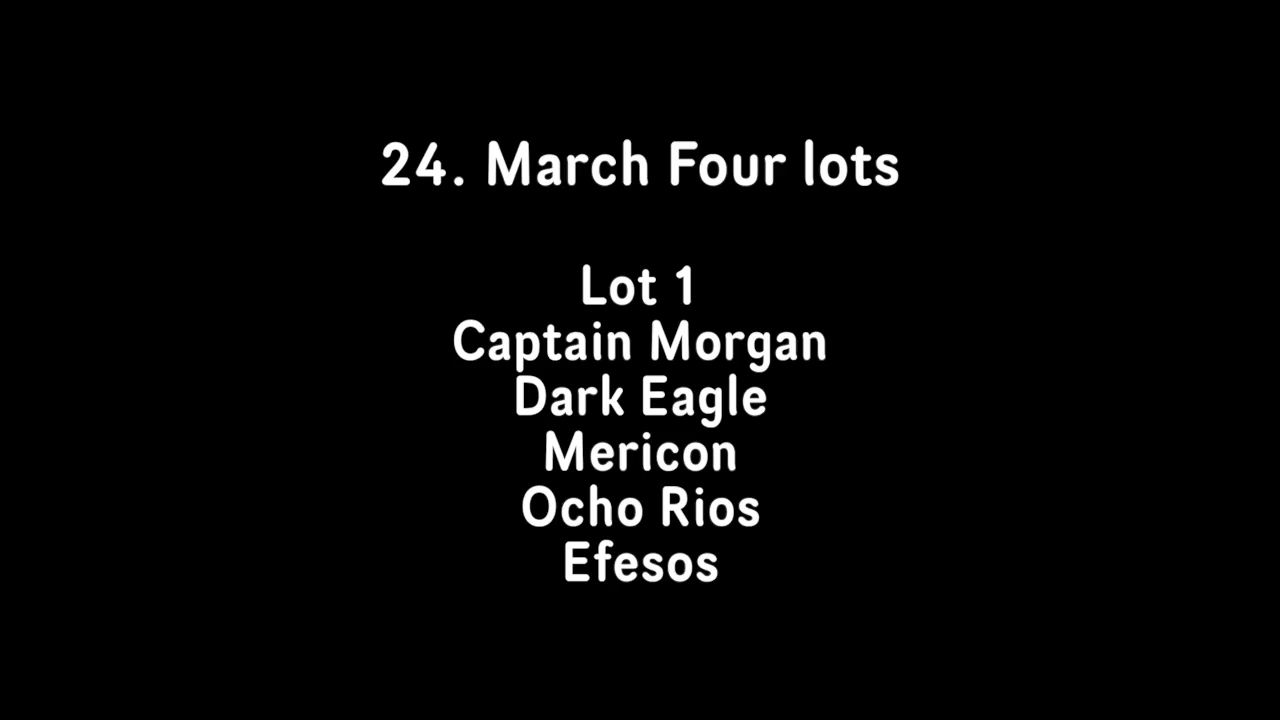 24. March Four lots
Lot 1
Captain Morgan
Dark Eagle
Mericon
Ocho Rios
Efesos